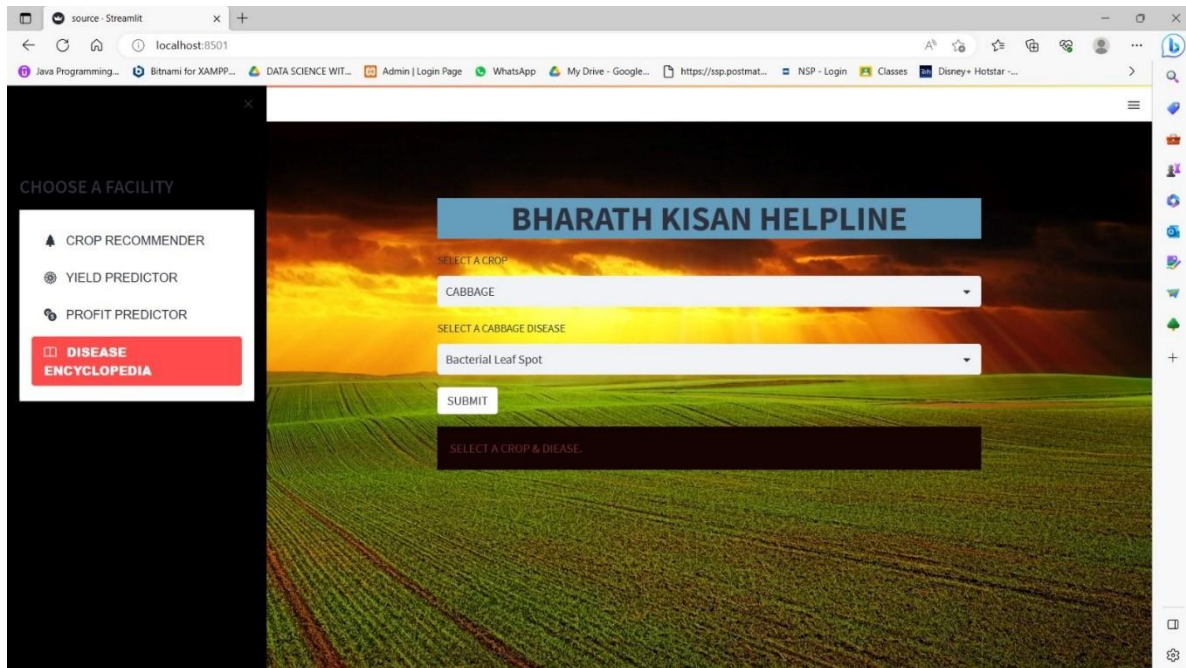 source · Streamlit
localhost:8501
Java Programming...
Bitnami for XAMPP...
DATA SCIENCE WIT...
Admin | Login Page
WhatsApp
My Drive - Google...
https://ssp.postmat...
NSP - Login
Classes
Disney+ Hotstar -...
CHOOSE A FACILITY
CROP RECOMMENDER
YIELD PREDICTOR
PROFIT PREDICTOR
DISEASE
ENCYCLOPEDIA
BHARATH KISAN HELPLINE
SELECT A CROP
CABBAGE
SELECT A CABBAGE DISEASE
Bacterial Leaf Spot
SUBMIT
SELECT A CROP & DIEASE.